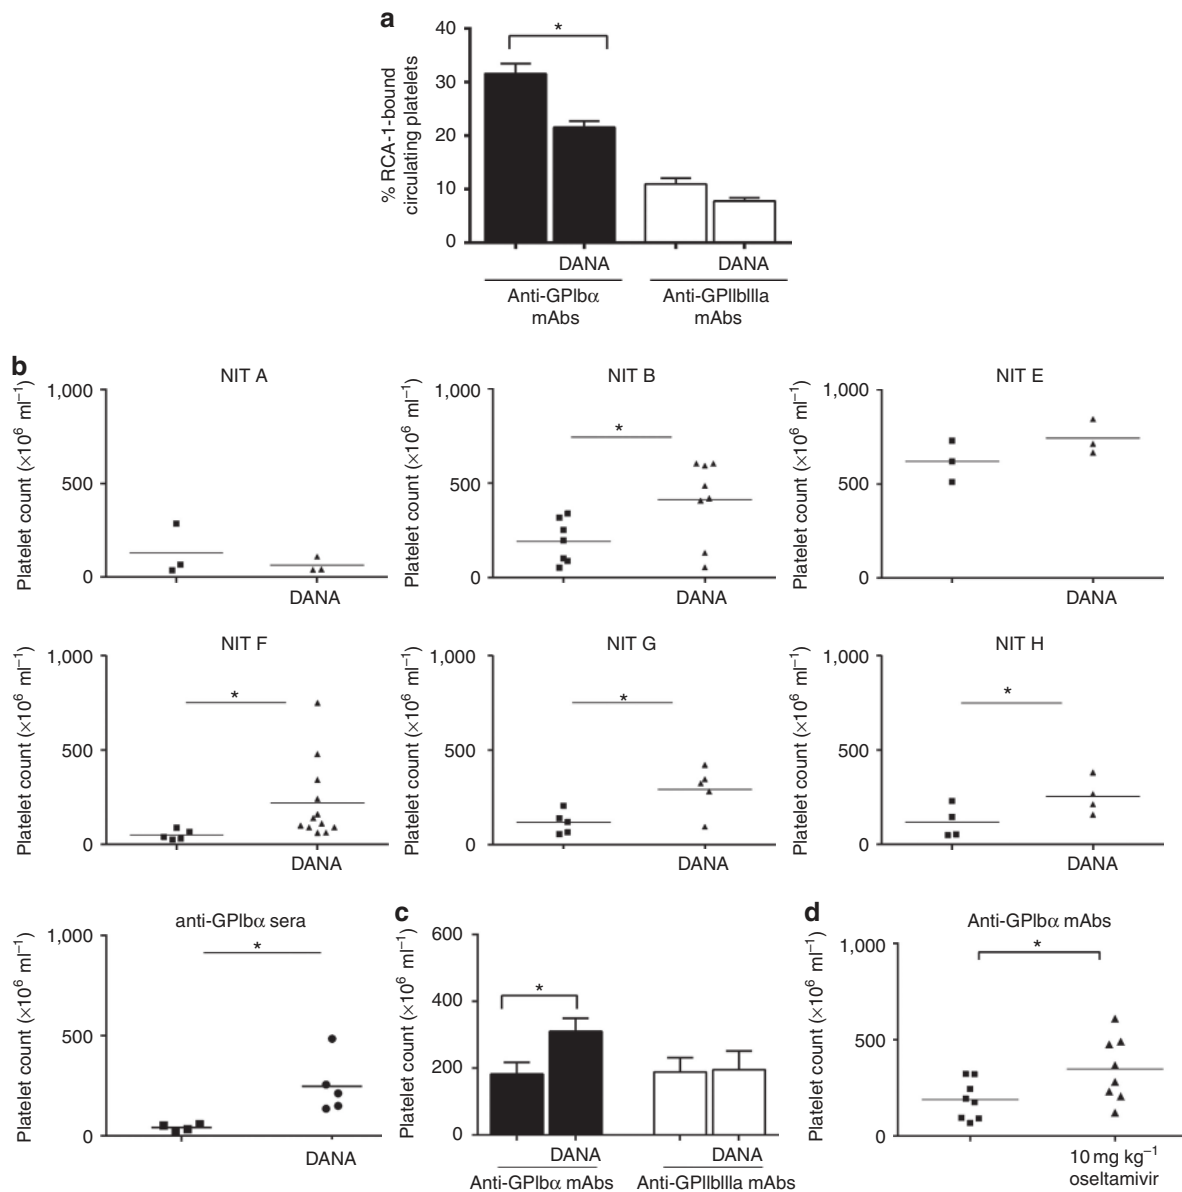 a
% RCA-1-bound
circulating platelets
40
30
20
10
0
*
DANA
DANA
Anti-GPIbα
mAbs
Anti-GPIIbIIIa
mAbs
b
NIT A
Platelet count (×10⁶ ml⁻¹)
1,000
500
0
DANA
NIT B
Platelet count (×10⁶ ml⁻¹)
1,000
500
0
*
DANA
NIT E
Platelet count (×10⁶ ml⁻¹)
1,000
500
0
DANA
NIT F
Platelet count (×10⁶ ml⁻¹)
1,000
500
0
*
DANA
NIT G
Platelet count (×10⁶ ml⁻¹)
1,000
500
0
*
DANA
NIT H
Platelet count (×10⁶ ml⁻¹)
1,000
500
0
*
DANA
anti-GPIbα sera
Platelet count (×10⁶ ml⁻¹)
1,000
500
0
*
DANA
c
Platelet count (×10⁶ ml⁻¹)
600
400
200
0
*
DANA
DANA
Anti-GPIbα mAbs
Anti-GPIIbIIIa mAbs
d
Anti-GPIbα mAbs
Platelet count (×10⁶ ml⁻¹)
1,000
500
0
*
10 mg kg⁻¹
oseltamivir